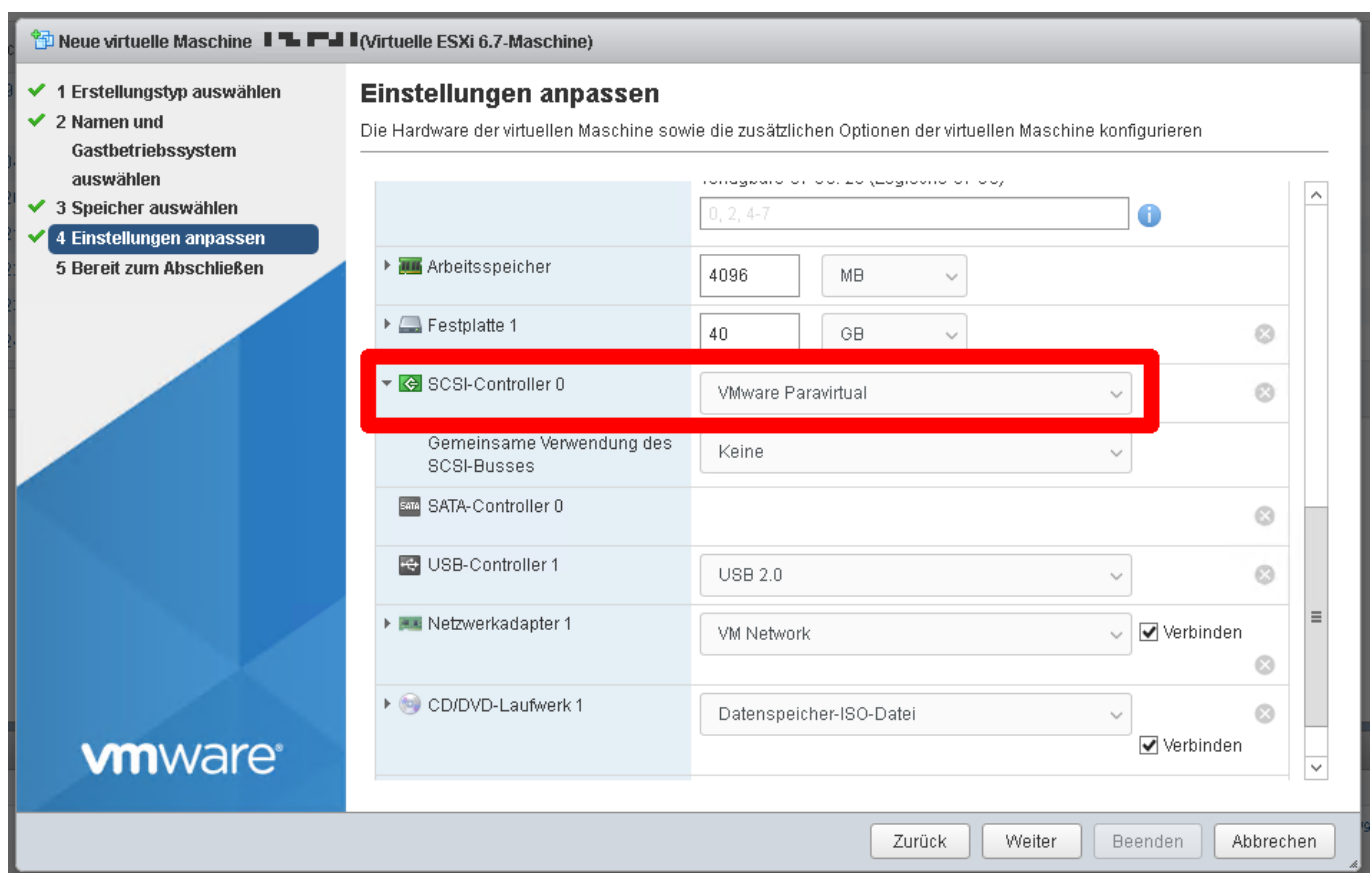 Neue virtuelle Maschine (Virtuelle ESXi 6.7-Maschine)
1 Erstellungstyp auswählen
2 Namen und
Gastbetriebssystem
auswählen
3 Speicher auswählen
4 Einstellungen anpassen
5 Bereit zum Abschließen
vmware®
Einstellungen anpassen
Die Hardware der virtuellen Maschine sowie die zusätzlichen Optionen der virtuellen Maschine konfigurieren
0, 2, 4-7
Arbeitsspeicher
4096 MB
Festplatte 1
40 GB
SCSI-Controller 0
VMware Paravirtual
Gemeinsame Verwendung des
SCSI-Busses
Keine
SATA
SATA-Controller 0
USB-Controller 1
USB 2.0
Netzwerkadapter 1
VM Network
Verbinden
CD/DVD-Laufwerk 1
Datenspeicher-ISO-Datei
Verbinden
Zurück Weiter Beenden Abbrechen